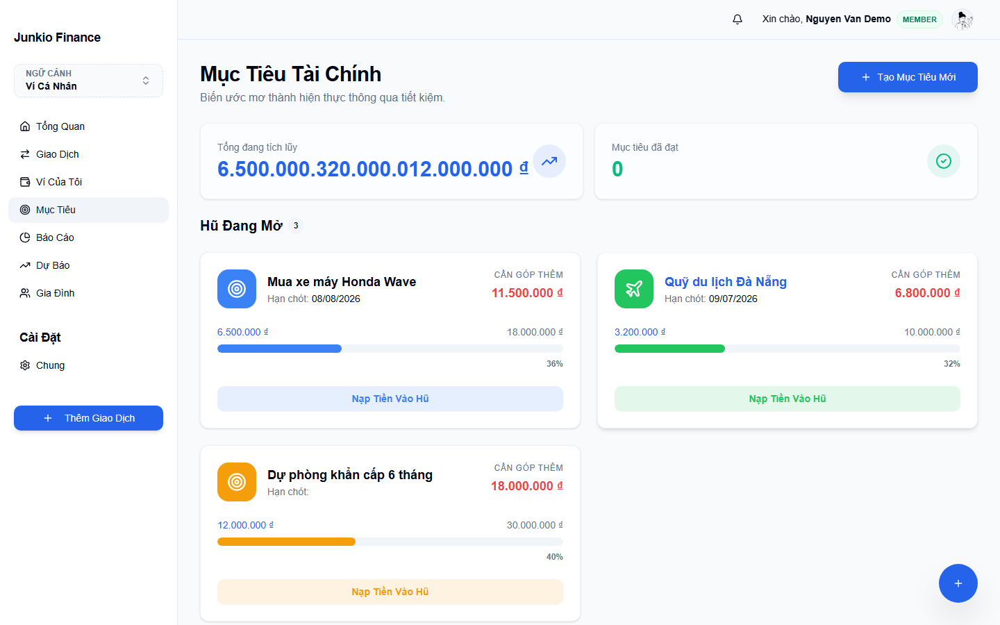 Junkio Finance
NGỮ CẢNH
Ví Cá Nhân
Tổng Quan
Giao Dịch
Ví Của Tôi
Mục Tiêu
Báo Cáo
Dự Báo
Gia Đình
Cài Đặt
Chung
Thêm Giao Dịch
Xin chào, Nguyen Van Demo
MEMBER
Mục Tiêu Tài Chính
Biến ước mơ thành hiện thực thông qua tiết kiệm.
Tạo Mục Tiêu Mới
Tổng đang tích lũy
6.500.000.320.000.012.000.000 ₫
Mục tiêu đã đạt
0
Hũ Đang Mở 3
Mua xe máy Honda Wave
Hạn chót: 08/08/2026
CẦN GÓP THÊM
11.500.000 ₫
6.500.000 ₫
18.000.000 ₫
36%
Nạp Tiền Vào Hũ
Quỹ du lịch Đà Nẵng
Hạn chót: 09/07/2026
CẦN GÓP THÊM
6.800.000 ₫
3.200.000 ₫
10.000.000 ₫
32%
Nạp Tiền Vào Hũ
Dự phòng khẩn cấp 6 tháng
Hạn chót:
CẦN GÓP THÊM
18.000.000 ₫
12.000.000 ₫
30.000.000 ₫
40%
Nạp Tiền Vào Hũ